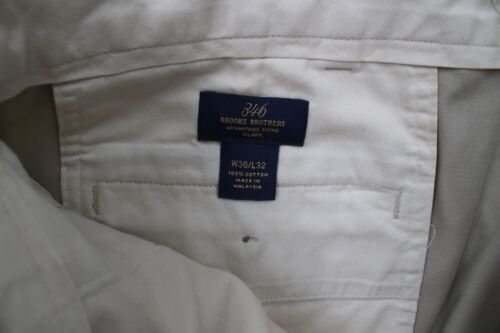 346
BROOKS BROTHERS
ADVANTAGE CHINO
CLARK
W36/L32
100% COTTON
MADE IN
MALAYSIA